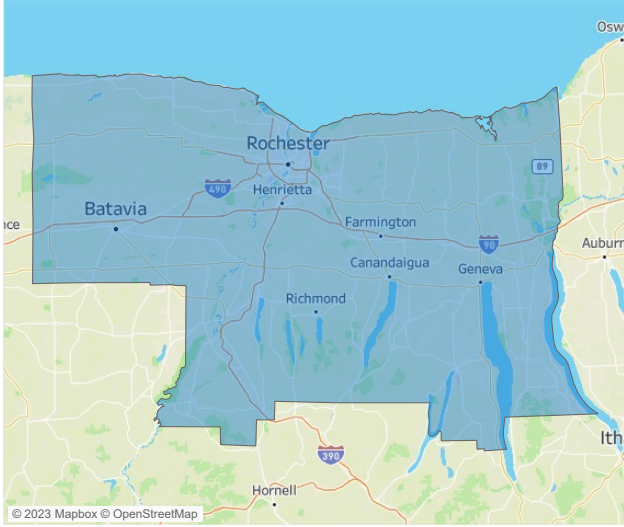 Osw
Rochester
89
490
Henrietta
Batavia
nce
Farmington
90
Auburn
Canandaigua
Geneva
Richmond
Ith
390
Hornell
© 2023 Mapbox © OpenStreetMap